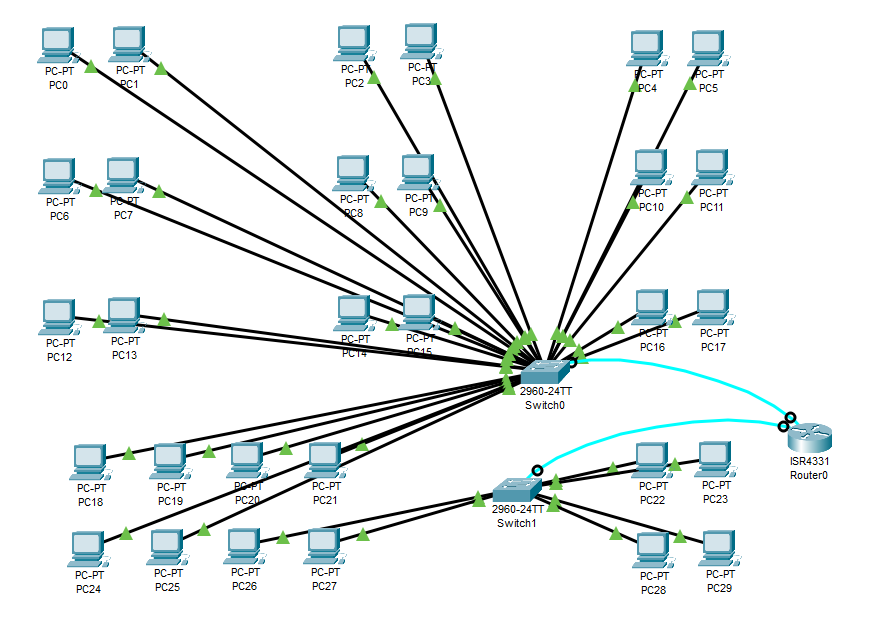 PC-PT
PC0
PC-PT
PC1
PC-PT
PC2
PC-PT
PC3
PC-PT
PC4
PC-PT
PC5
PC-PT
PC6
PC-PT
PC7
PC-PT
PC8
PC-PT
PC9
PC-PT
PC10
PC-PT
PC11
PC-PT
PC12
PC-PT
PC13
PC-PT
PC14
PC-PT
PC15
PC-PT
PC16
PC-PT
PC17
2960-24TT
Switch0
ISR4331
Router0
PC-PT
PC18
PC-PT
PC19
PC-PT
PC20
PC-PT
PC21
2960-24TT
Switch1
PC-PT
PC22
PC-PT
PC23
PC-PT
PC24
PC-PT
PC25
PC-PT
PC26
PC-PT
PC27
PC-PT
PC28
PC-PT
PC29